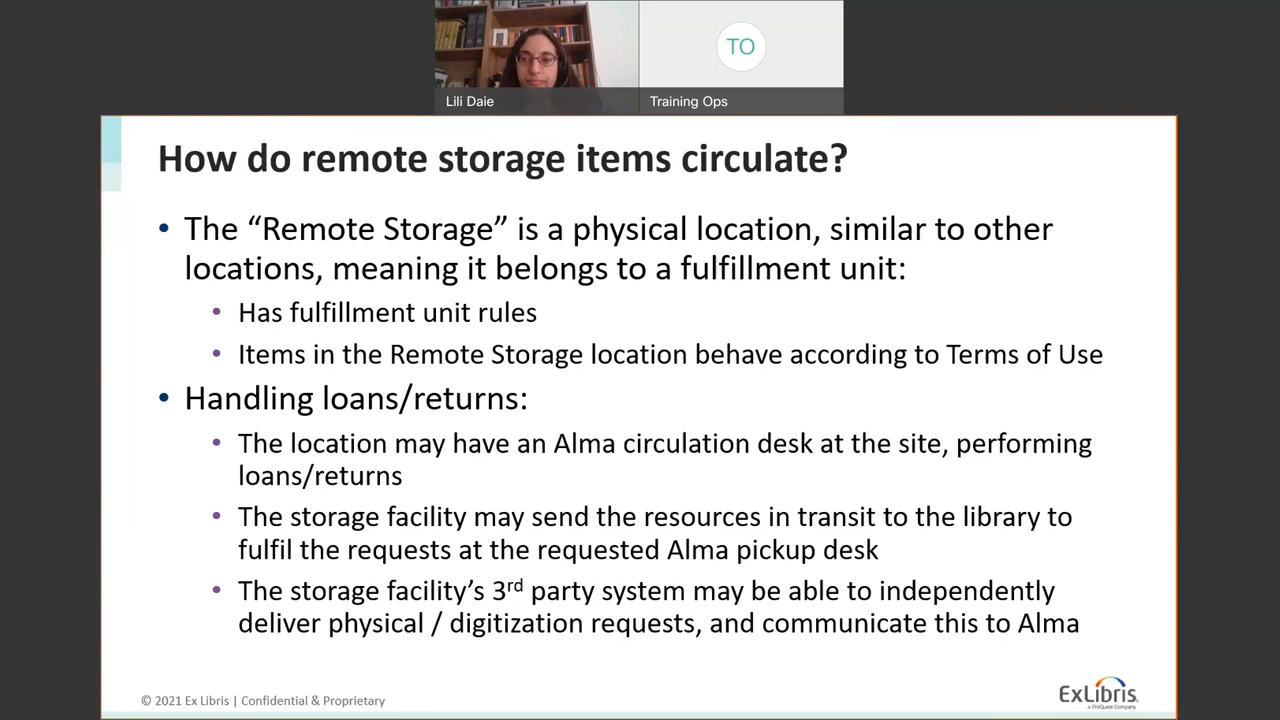 TO
Lili Daie
Training Ops
How do remote storage items circulate?
• The “Remote Storage” is a physical location, similar to other
locations, meaning it belongs to a fulfillment unit:
• Has fulfillment unit rules
• Items in the Remote Storage location behave according to Terms of Use
• Handling loans/returns:
• The location may have an Alma circulation desk at the site, performing
loans/returns
• The storage facility may send the resources in transit to the library to
fulfil the requests at the requested Alma pickup desk
• The storage facility’s 3rd party system may be able to independently
deliver physical / digitization requests, and communicate this to Alma
© 2021 Ex Libris | Confidential & Proprietary
ExLibris
a ProQuest Company